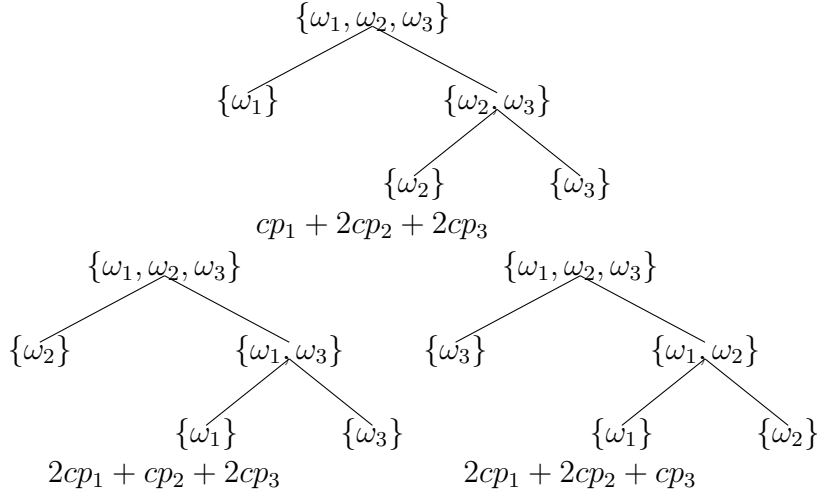 {ω₁, ω₂, ω₃}
{ω₁} {ω₂, ω₃}
{ω₂} {ω₃}
cp₁ + 2cp₂ + 2cp₃
{ω₁, ω₂, ω₃} {ω₁, ω₂, ω₃}
{ω₂} {ω₁, ω₃} {ω₃} {ω₁, ω₂}
{ω₁} {ω₃} {ω₁} {ω₂}
2cp₁ + cp₂ + 2cp₃ 2cp₁ + 2cp₂ + cp₃